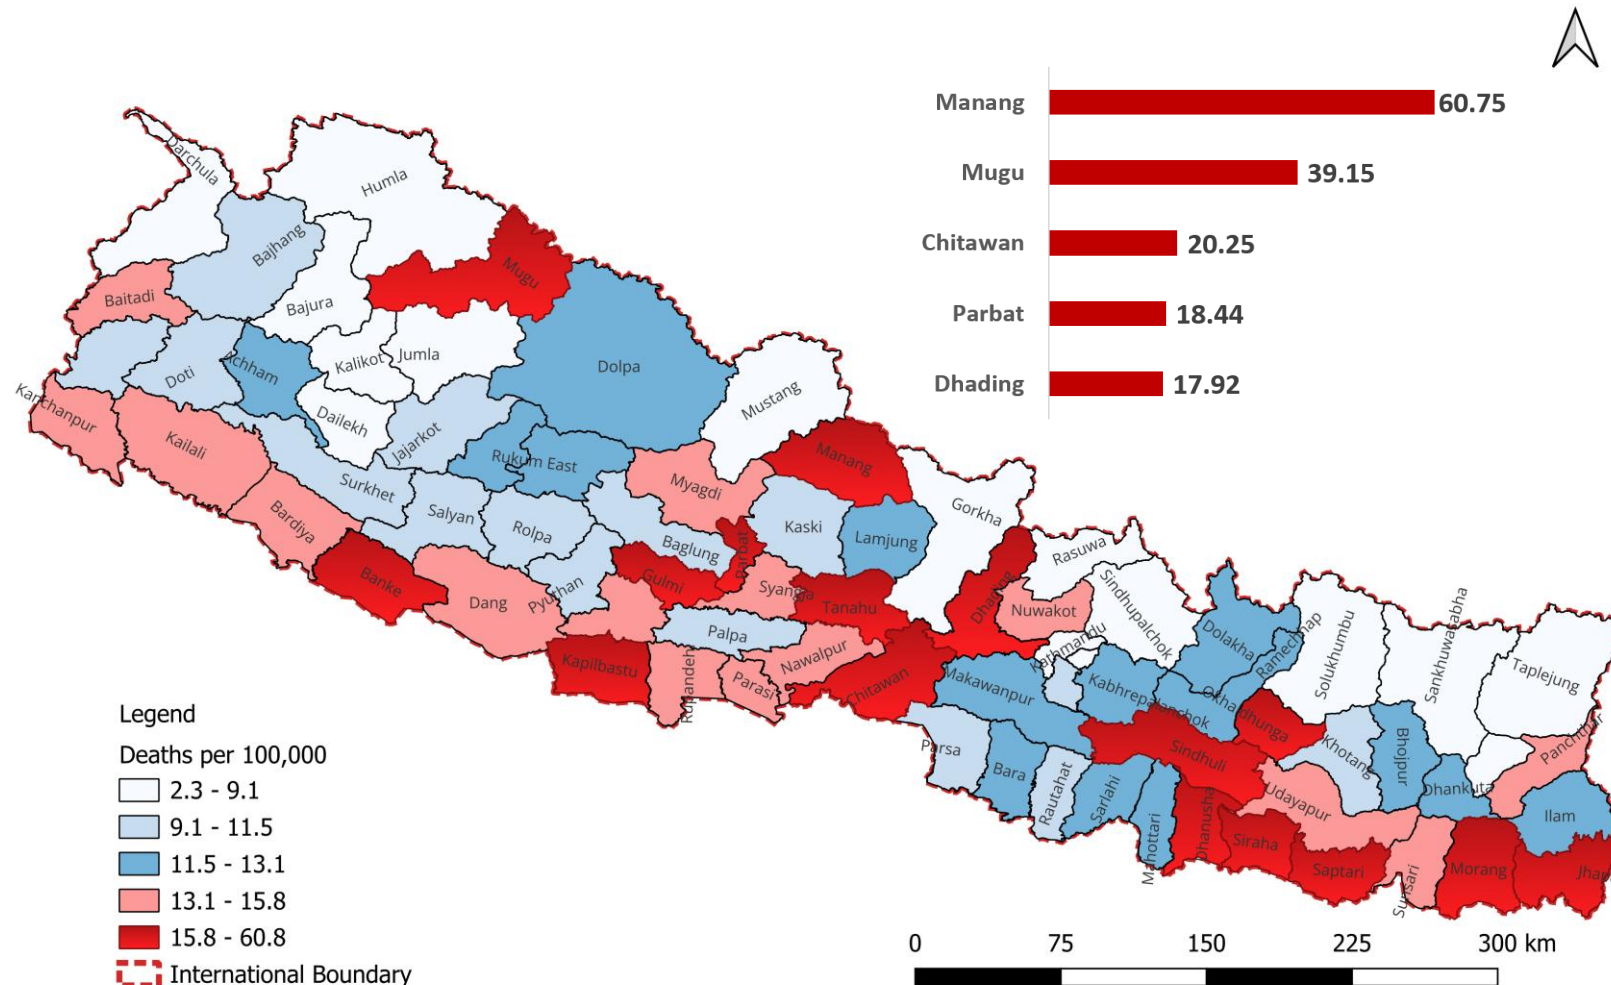 Manang
60.75
Mugu
39.15
Chitawan
20.25
Parbat
18.44
Dhading
17.92
Darchula
Humla
Bajhang
Mugu
Baitadi
Bajura
Kalikot
Jumla
Dolpa
Doti
Achham
Mustang
Kanchanpur
Dailekh
Jajarkot
Kailali
Rukum East
Manang
Myagdi
Surkhet
Gorkha
Bardiya
Salyan
Rolpa
Kaski
Lamjung
Baglung
Parbat
Rasuwa
Banke
Gulmi
Syangja
Dang
Pyuthan
Tanahu
Dhading
Nuwakot
Sindhupalchok
Palpa
Kathmandu
Dolakha
Ramechhap
Solukhumbu
Sankhuwasabha
Taplejung
Kapilbastu
Rupandehi
Parasi
Nawalpur
Chitawan
Makawanpur
Kabhrepalanchok
Okhaldhunga
Khotang
Bhojpur
Panchthar
Parsa
Bara
Rautahat
Sarlahi
Mahottari
Sindhuli
Dhanusha
Udayapur
Dhankuta
Ilam
Siraha
Saptari
Sunsari
Morang
Jhap
Legend
Deaths per 100,000
2.3 - 9.1
9.1 - 11.5
11.5 - 13.1
13.1 - 15.8
15.8 - 60.8
International Boundary
0 75 150 225 300 km